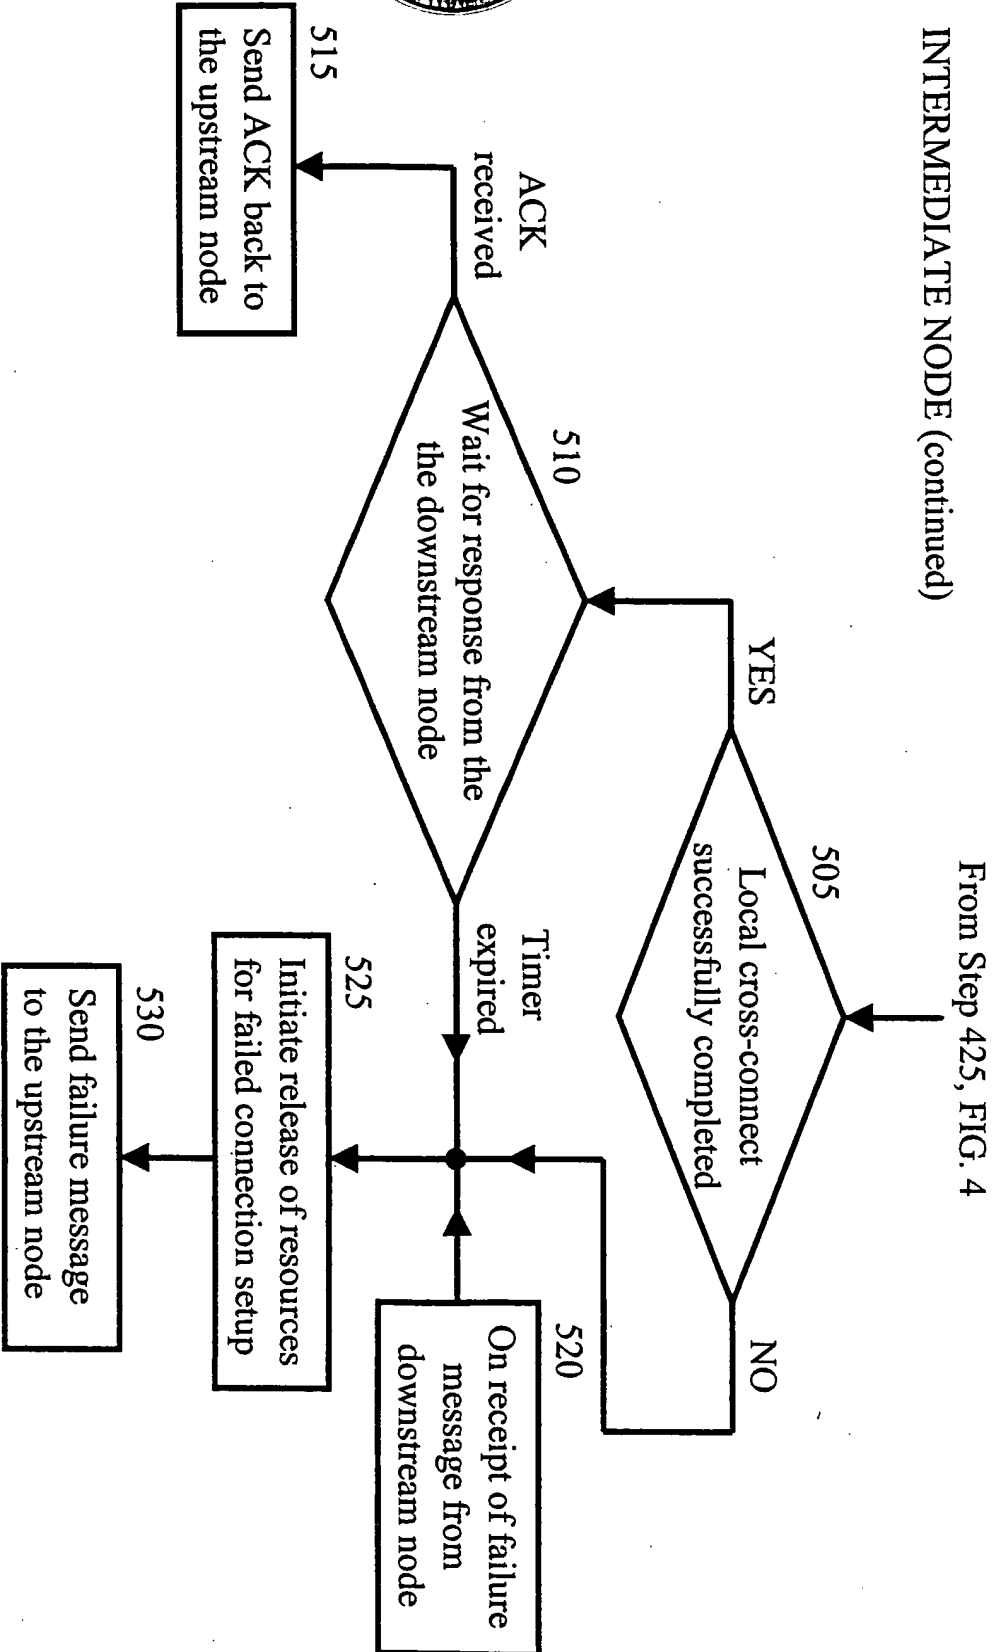 INTERMEDIATE NODE (continued)
From Step 425, FIG. 4
505
Local cross-connect
successfully completed
YES
NO
510
Wait for response from the
the downstream node
ACK
received
Timer
expired
515
Send ACK back to
the upstream node
520
On receipt of failure
message from
downstream node
525
Initiate release of resources
for failed connection setup
530
Send failure message
to the upstream node